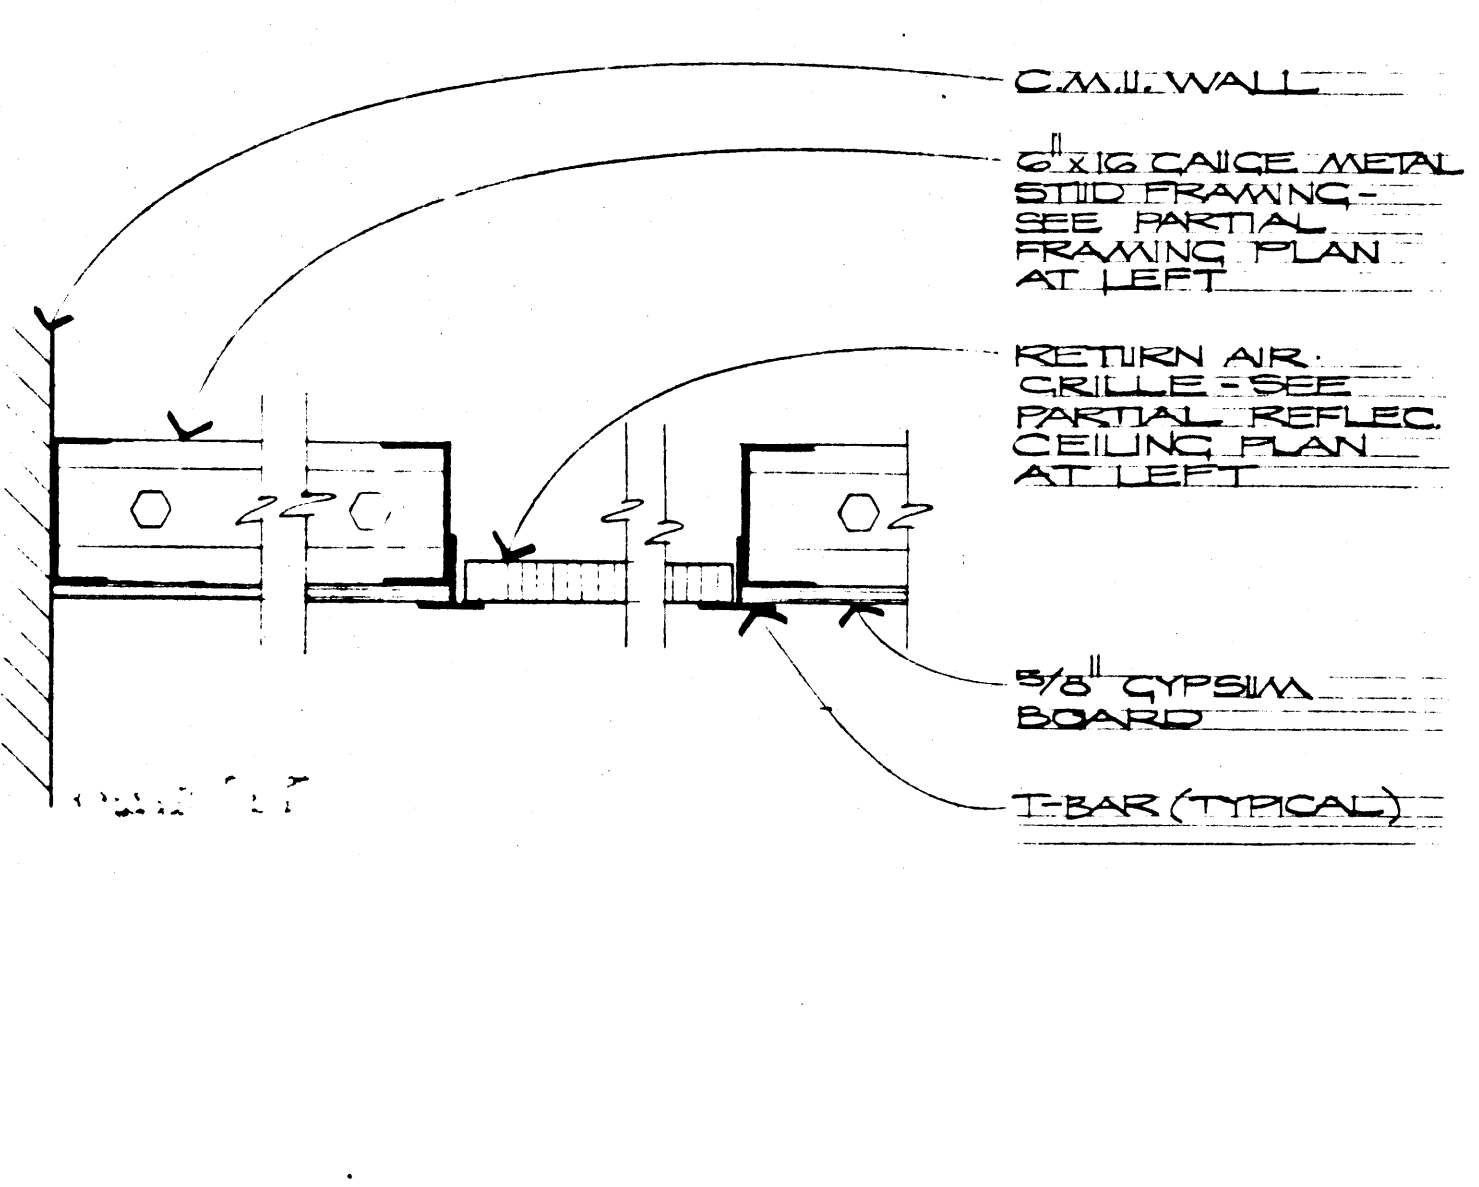 C.M.U. WALL
6" x 16 GAUGE METAL
STUD FRAMING -
SEE PARTIAL
FRAMING PLAN
AT LEFT
RETURN AIR
GRILLE - SEE
PARTIAL REFLEC.
CEILING PLAN
AT LEFT
5/8" GYPSUM
BOARD
T-BAR (TYPICAL)